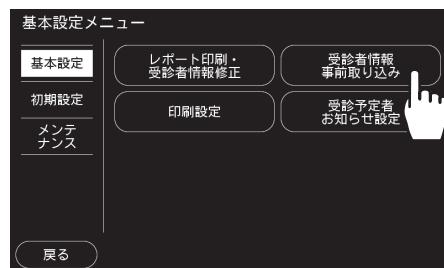 基本設定メニュー
基本設定
初期設定
メンテ
ナンス
レポート印刷・
受診者情報修正
受診者情報
事前取り込み
印刷設定
受診予定者
お知らせ設定
戻る